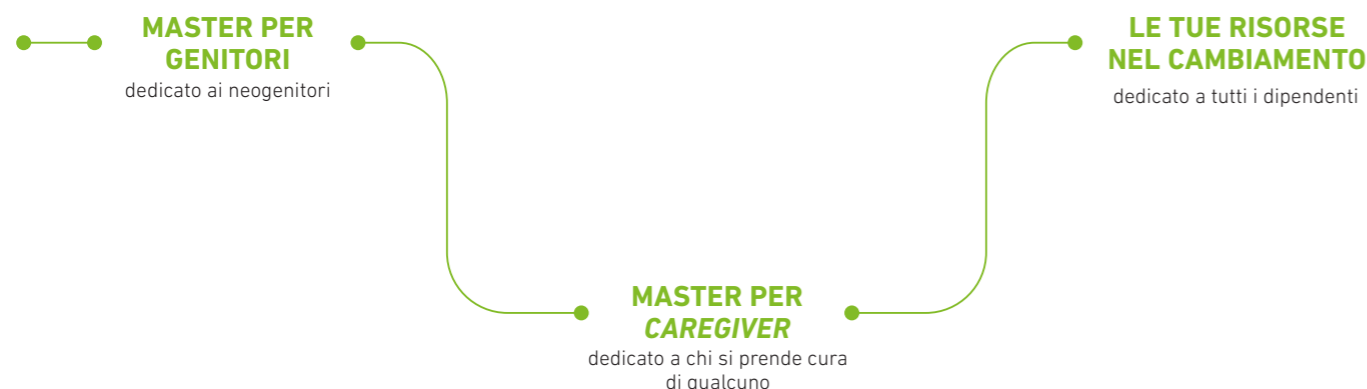 MASTER PER
GENITORI
dedicato ai neogenitori
MASTER PER
CAREGIVER
dedicato a chi si prende cura
di qualcuno
LE TUE RISORSE
NEL CAMBIAMENTO
dedicato a tutti i dipendenti